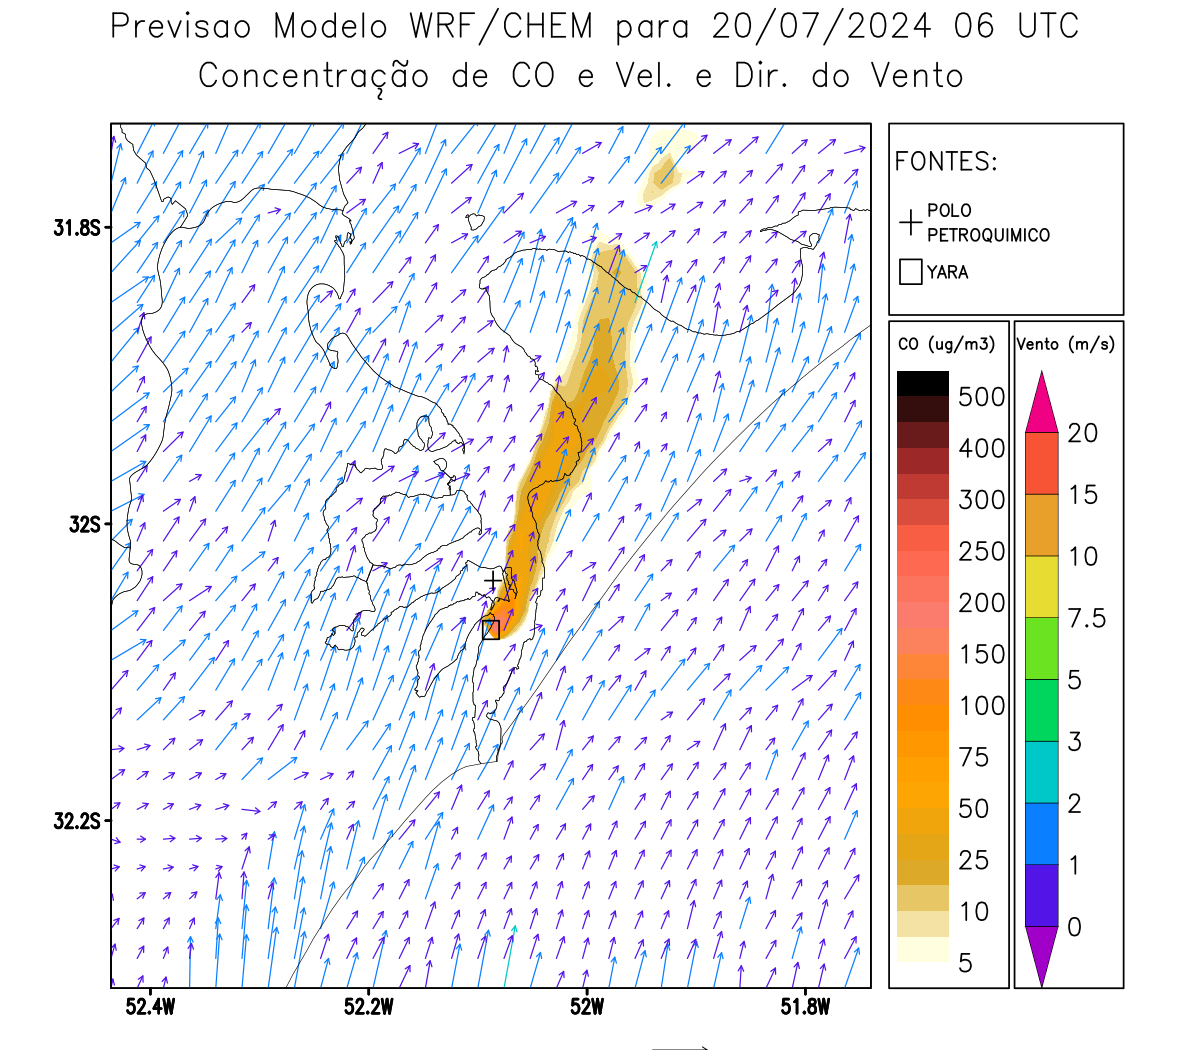 Previsao Modelo WRF/CHEM para 20/07/2024 06 UTC
Concentração de CO e Vel. e Dir. do Vento
FONTES:
POLO
PETROQUIMICO
YARA
31.8S
32S
32.2S
52.4W
52.2W
52W
51.8W
CO (ug/m3)
500
400
300
250
200
150
100
75
50
25
10
5
Vento (m/s)
20
15
10
7.5
5
3
2
1
0